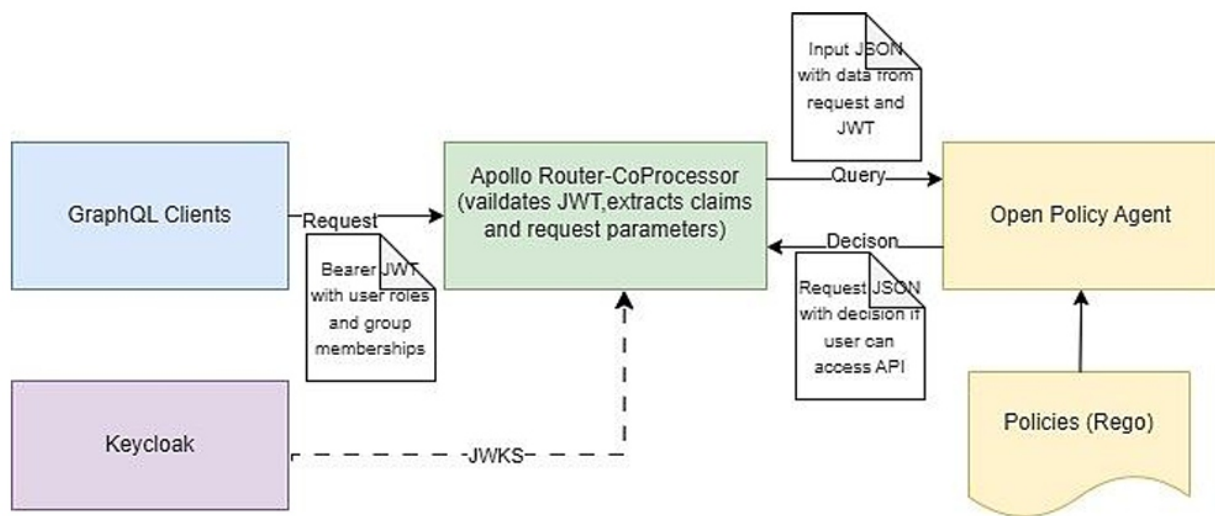 Input JSON
with data from
request and
JWT
GraphQL Clients
Request
Bearer JWT
with user roles
and group
memberships
Apollo Router-CoProcessor
(vaildates JWT,extracts claims
and request parameters)
Query
Decison
Open Policy Agent
Request JSON
with decision if
user can
access API
Keycloak
JWKS
Policies (Rego)